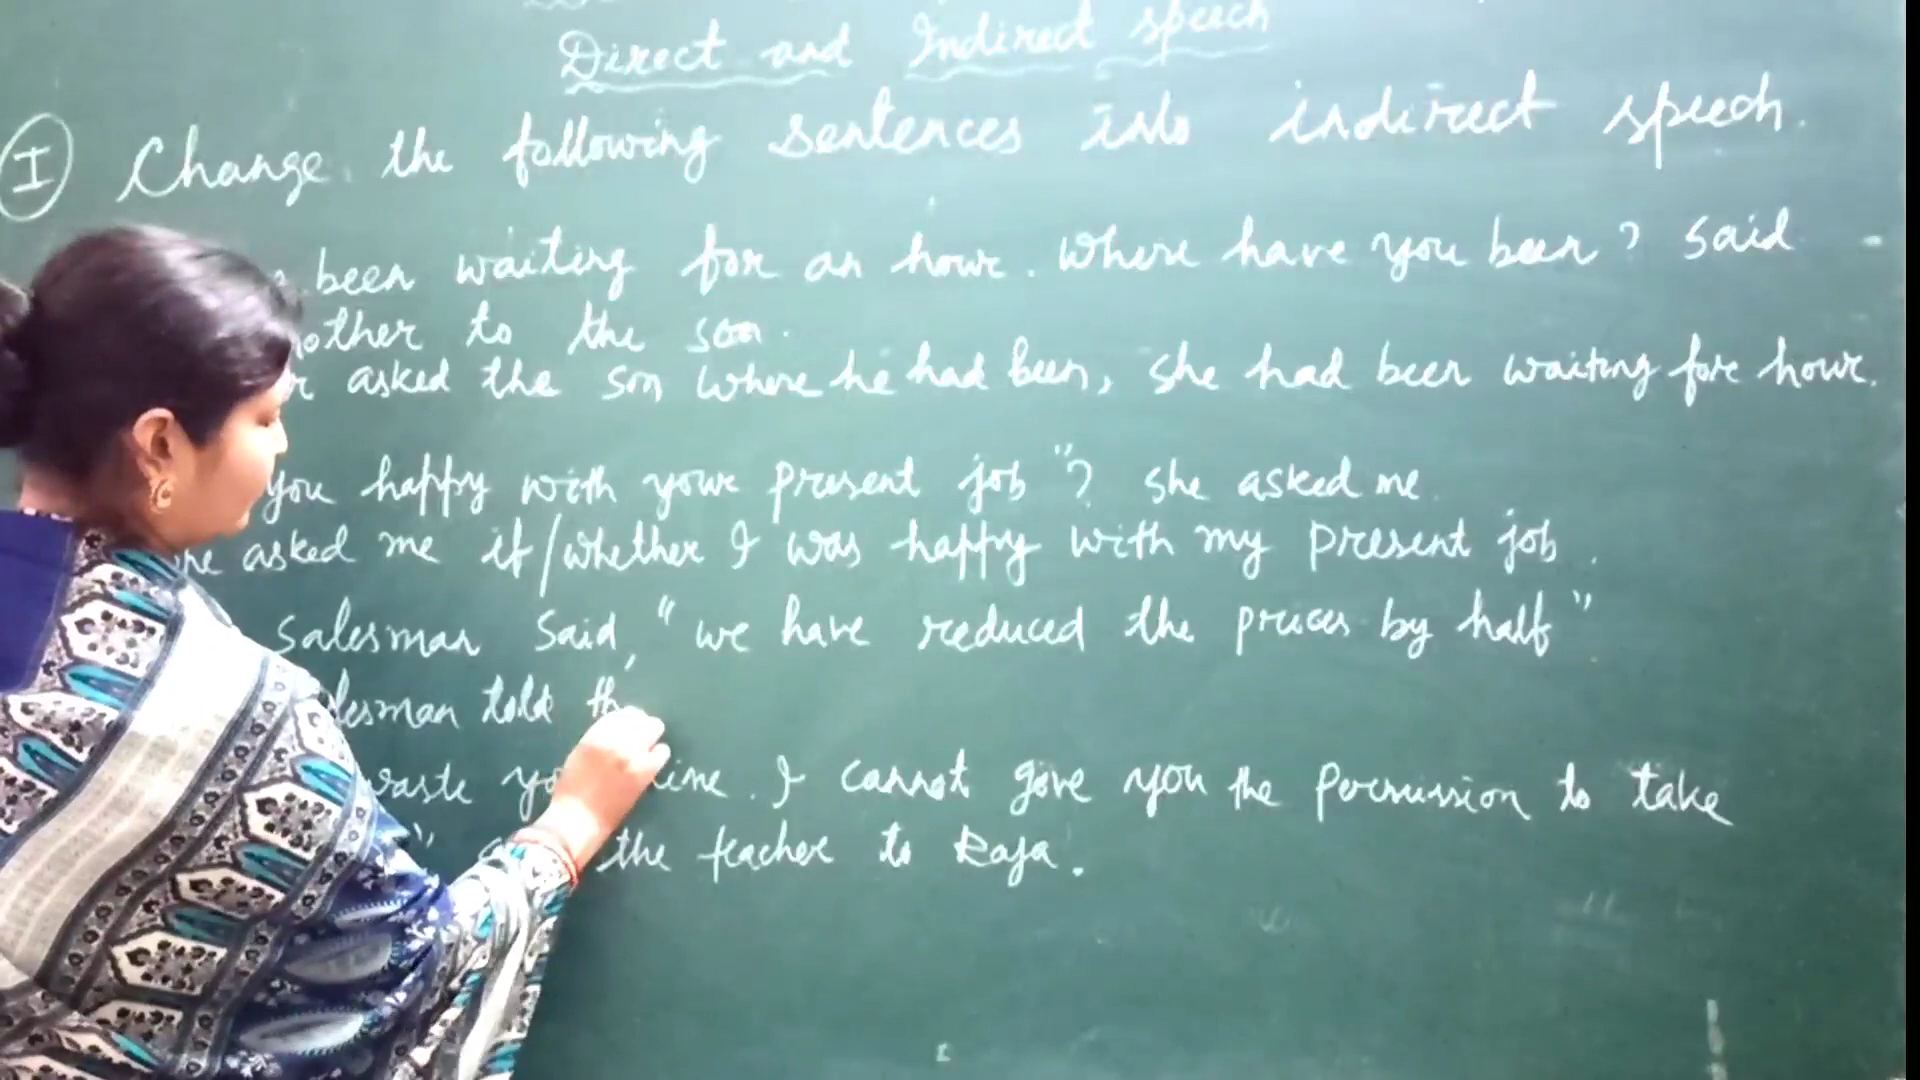 Direct and Indirect speech
I Change the following sentences into indirect speech.
been waiting for an hour. Where have you been? said
other to the son.
r asked the son where he had been, she had been waiting for hour.
you happy with your present job"? She asked me.
he asked me if/whether I was happy with my present job.
Salesman Said, "we have reduced the prices by half"
lesman told th
waste yo ime. I cannot give you the permission to take
" the teacher to Raja.